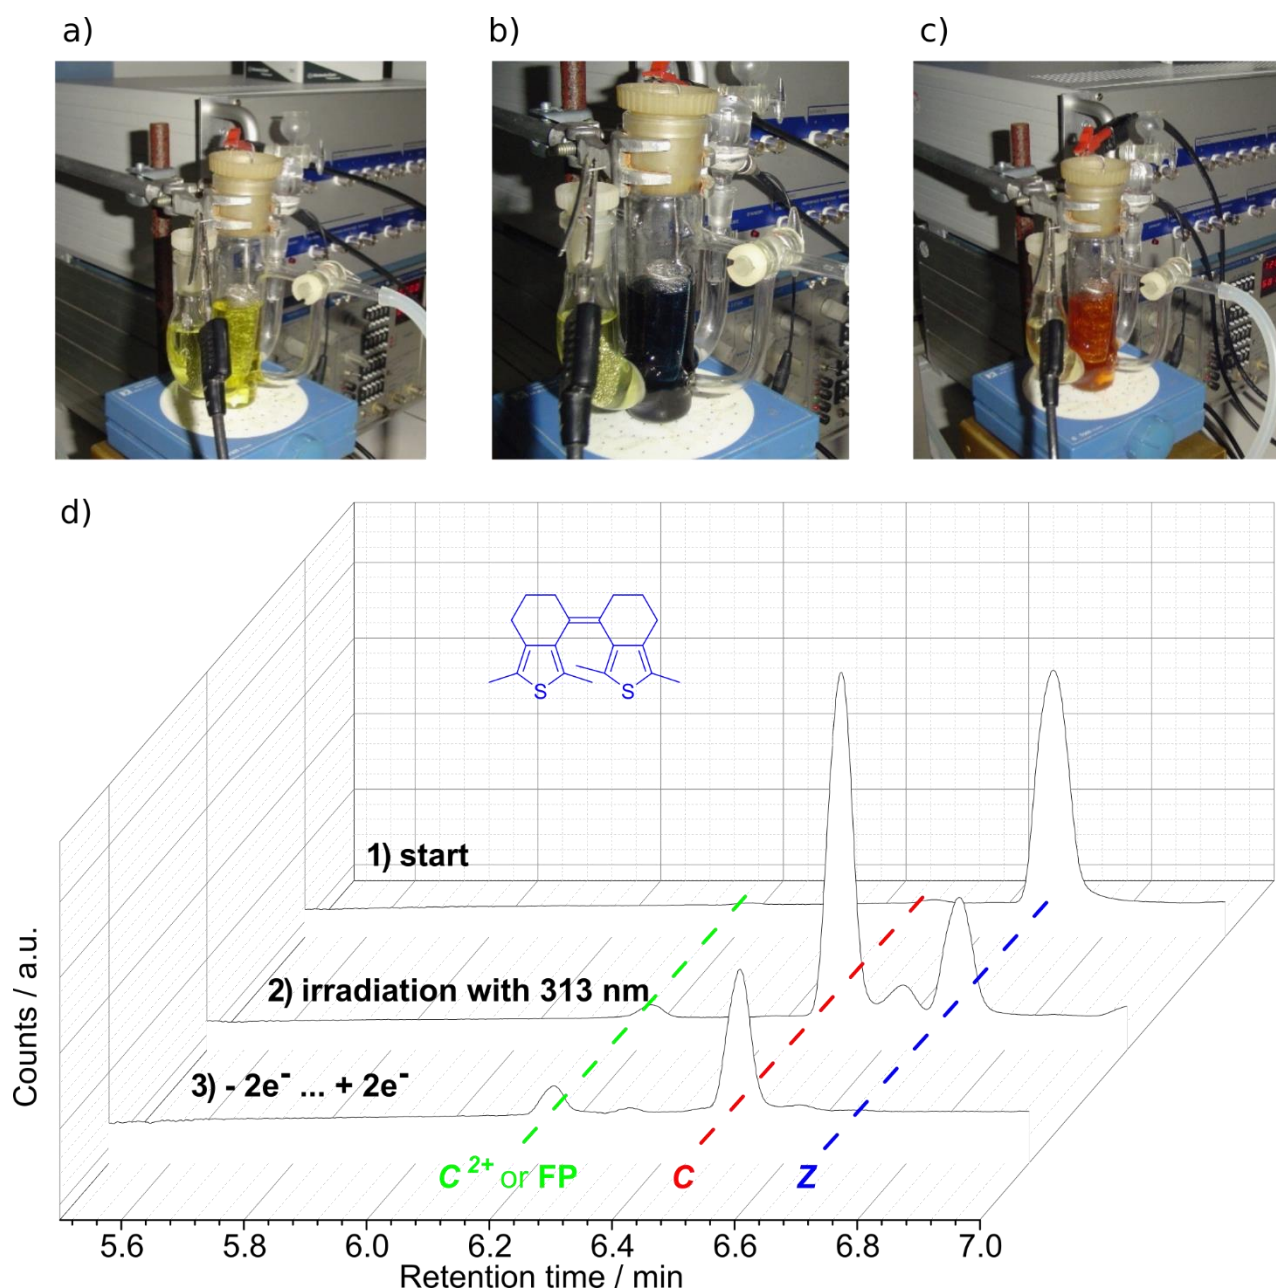 a)
b)
c)
d)
S
S
1) start
2) irradiation with 313 nm
3) - 2e⁻ ... + 2e⁻
C²⁺ or FP
C
Z
Counts / a.u.
5.6 5.8 6.0 6.2 6.4 6.6 6.8 7.0
Retention time / min